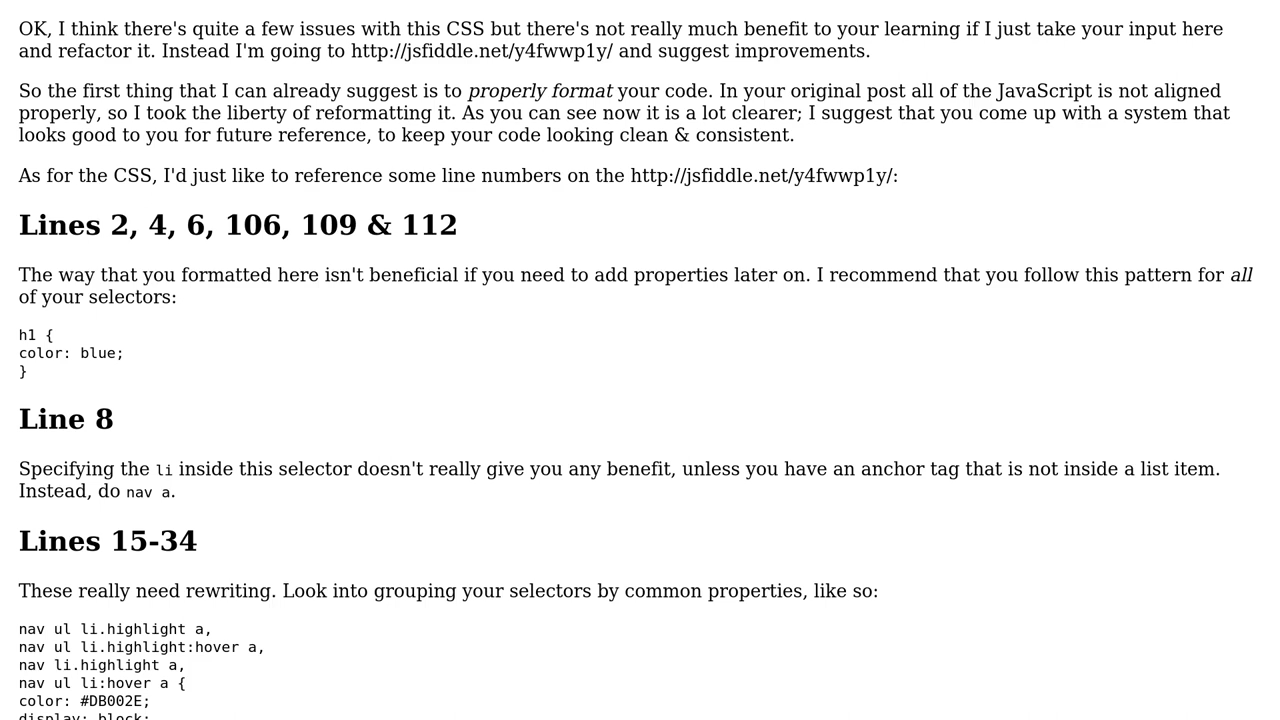 OK, I think there's quite a few issues with this CSS but there's not really much benefit to your learning if I just take your input here
and refactor it. Instead I'm going to http://jsfiddle.net/y4fwwp1y/ and suggest improvements.
So the first thing that I can already suggest is to properly format your code. In your original post all of the JavaScript is not aligned
properly, so I took the liberty of reformatting it. As you can see now it is a lot clearer; I suggest that you come up with a system that
looks good to you for future reference, to keep your code looking clean & consistent.
As for the CSS, I'd just like to reference some line numbers on the http://jsfiddle.net/y4fwwp1y/:
Lines 2, 4, 6, 106, 109 & 112
The way that you formatted here isn't beneficial if you need to add properties later on. I recommend that you follow this pattern for all
of your selectors:
h1 {
color: blue;
}
Line 8
Specifying the li inside this selector doesn't really give you any benefit, unless you have an anchor tag that is not inside a list item.
Instead, do nav a.
Lines 15-34
These really need rewriting. Look into grouping your selectors by common properties, like so:
nav ul li.highlight a,
nav ul li.highlight:hover a,
nav li.highlight a,
nav ul li:hover a {
color: #DB002E;
display: block;